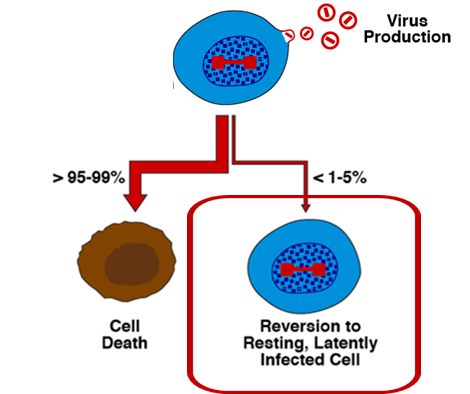 Virus
Production
> 95-99%
< 1-5%
Cell
Death
Reversion to
Resting, Latently
Infected Cell